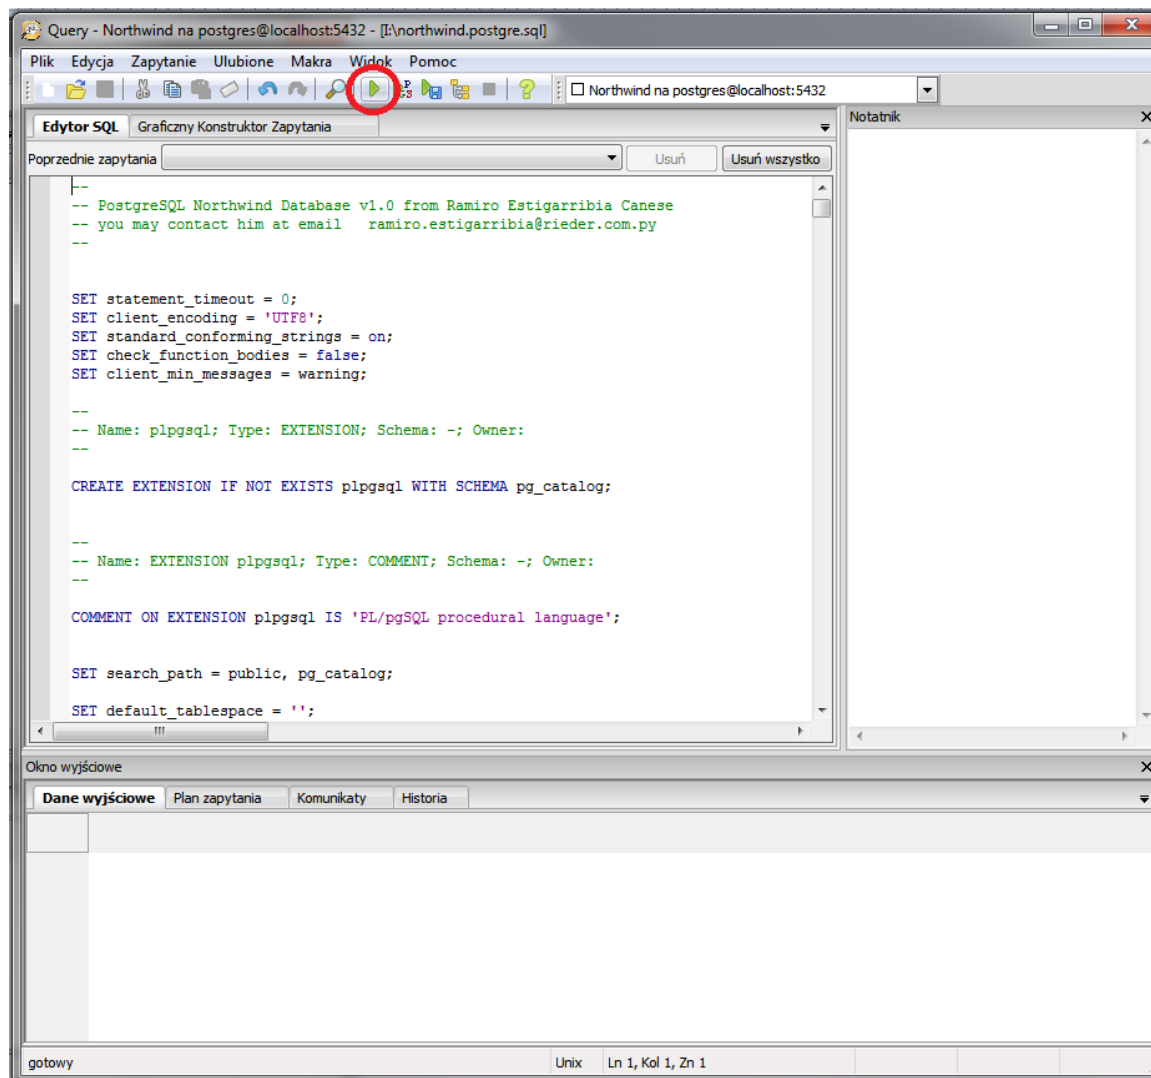 Query - Northwind na postgres@localhost:5432 - [I:\northwind.postgre.sql]
Plik Edycja Zapytanie Ulubione Makra Widok Pomoc
Northwind na postgres@localhost:5432
Edytor SQL Graficzny Konstruktor Zapytania
Notatnik
Poprzednie zapytania Usuń Usuń wszystko
--
-- PostgreSQL Northwind Database v1.0 from Ramiro Estigarribia Canese
-- you may contact him at email   ramiro.estigarribia@rieder.com.py
--
SET statement_timeout = 0;
SET client_encoding = 'UTF8';
SET standard_conforming_strings = on;
SET check_function_bodies = false;
SET client_min_messages = warning;
--
-- Name: plpgsql; Type: EXTENSION; Schema: -; Owner:
--
CREATE EXTENSION IF NOT EXISTS plpgsql WITH SCHEMA pg_catalog;
--
-- Name: EXTENSION plpgsql; Type: COMMENT; Schema: -; Owner:
--
COMMENT ON EXTENSION plpgsql IS 'PL/pgSQL procedural language';
SET search_path = public, pg_catalog;
SET default_tablespace = '';
Okno wyjściowe
Dane wyjściowe Plan zapytania Komunikaty Historia
gotowy Unix Ln 1, Kol 1, Zn 1